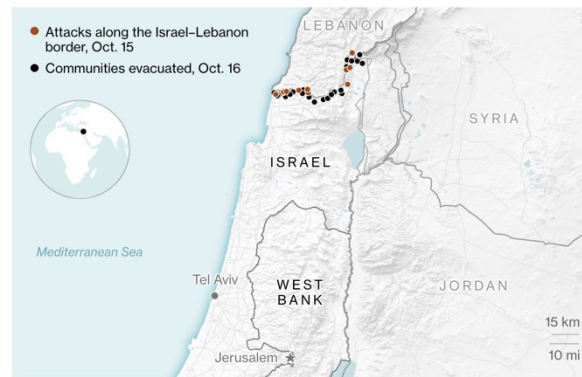 Attacks along the Israel–Lebanon
border, Oct. 15
Communities evacuated, Oct. 16
LEBANON
SYRIA
ISRAEL
Mediterranean Sea
Tel Aviv
WEST
BANK
JORDAN
15 km
10 mi
Jerusalem